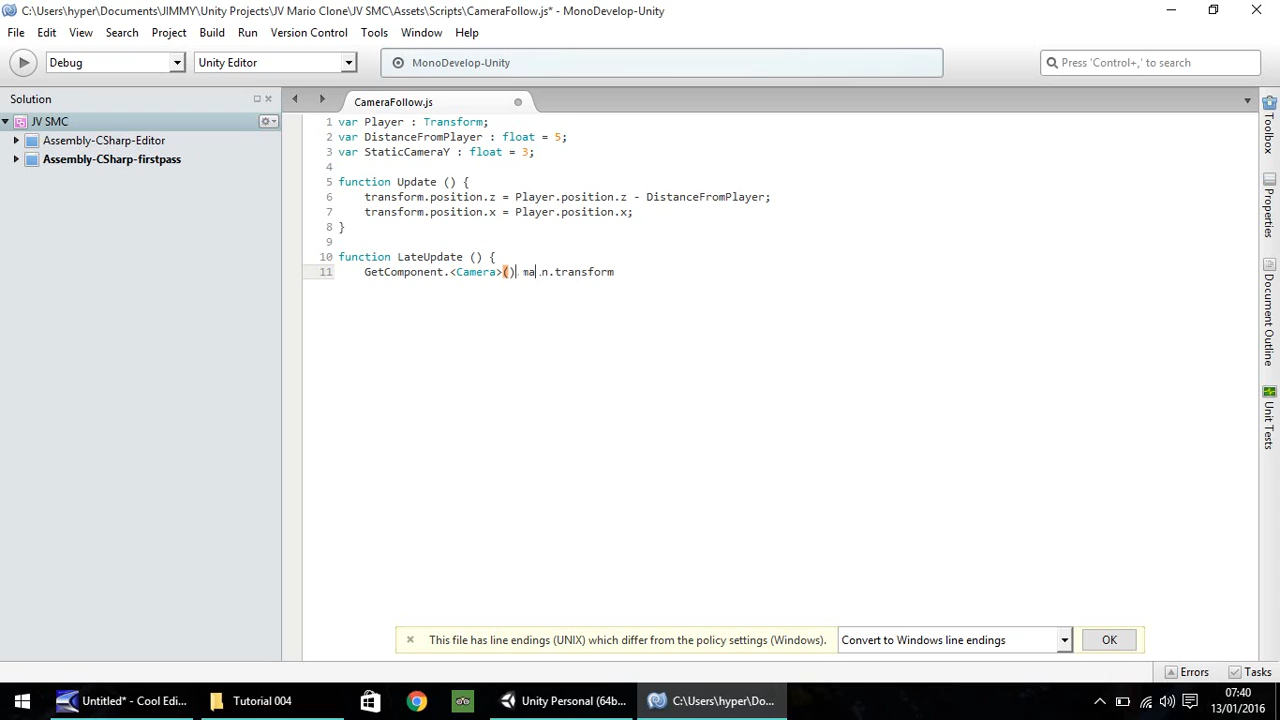 C:\Users\hyper\Documents\JIMMY\Unity Projects\JV Mario Clone\JV SMC\Assets\Scripts\CameraFollow.js* - MonoDevelop-Unity
File Edit View Search Project Build Run Version Control Tools Window Help
Debug Unity Editor MonoDevelop-Unity Press 'Control+,' to search
Solution
CameraFollow.js
JV SMC
Assembly-CSharp-Editor
Assembly-CSharp-firstpass
1 var Player : Transform;
2 var DistanceFromPlayer : float = 5;
3 var StaticCameraY : float = 3;
4
5 function Update () {
6 transform.position.z = Player.position.z - DistanceFromPlayer;
7 transform.position.x = Player.position.x;
8 }
9
10 function LateUpdate () {
11 GetComponent.<Camera>() ma n.transform
Toolbox
Properties
Document Outline
Unit Tests
This file has line endings (UNIX) which differ from the policy settings (Windows). Convert to Windows line endings OK
Errors Tasks
Untitled* - Cool Edi... Tutorial 004 Unity Personal (64b... C:\Users\hyper\Do...
07:40
13/01/2016